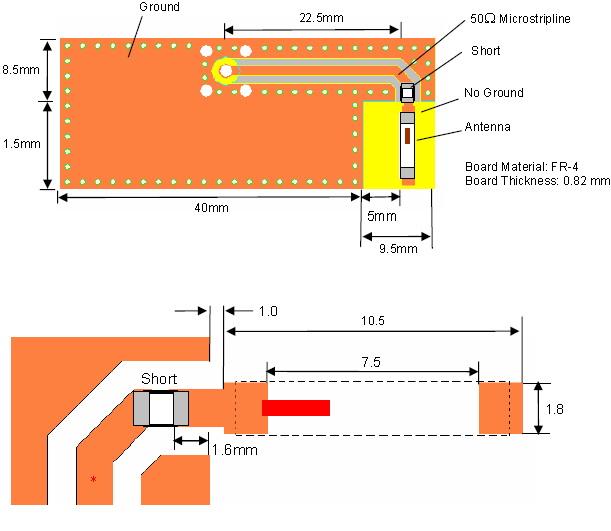 Ground
22.5mm
50Ω Microstripline
Short
8.5mm
No Ground
Antenna
1.5mm
Board Material: FR-4
Board Thickness: 0.82 mm
40mm
5mm
9.5mm
1.0
10.5
7.5
Short
1.8
1.6mm
*